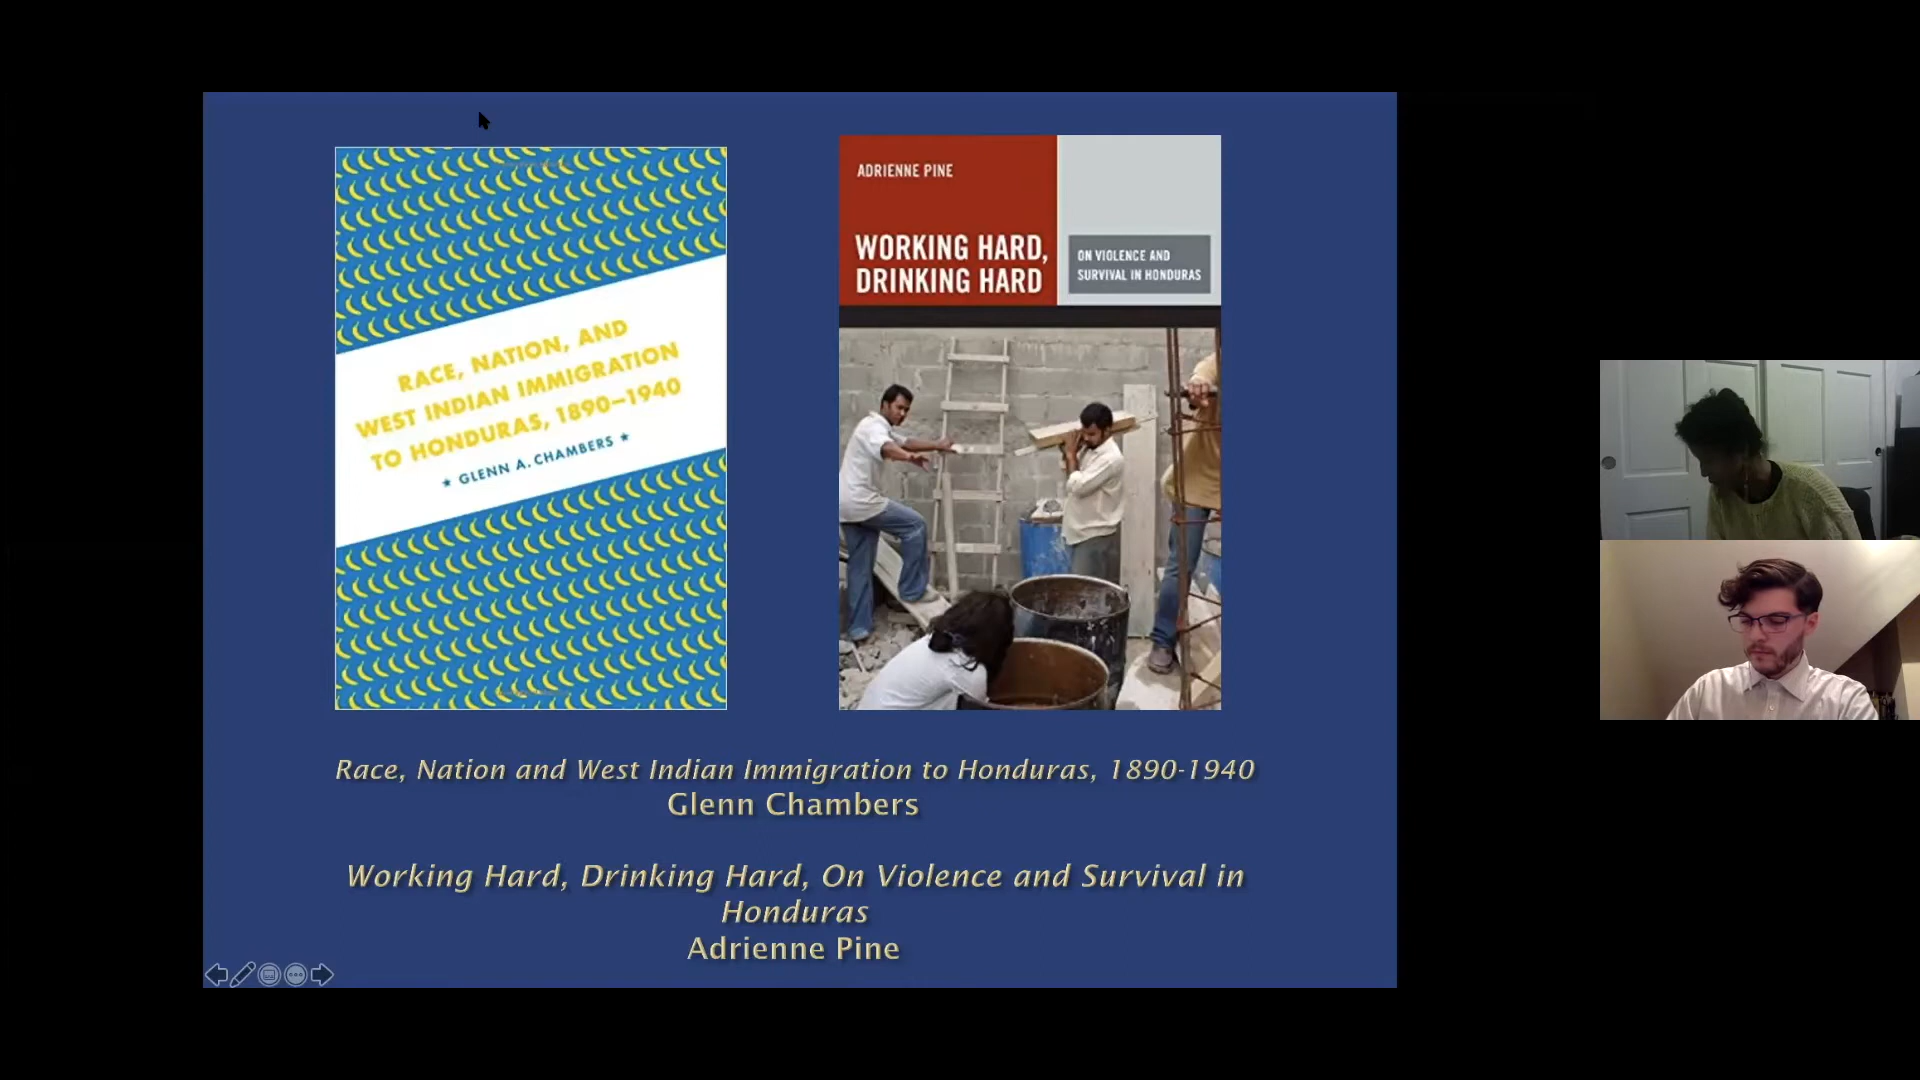 RACE, NATION, AND
WEST INDIAN IMMIGRATION
TO HONDURAS, 1890–1940
★ GLENN A. CHAMBERS ★
ADRIENNE PINE
WORKING HARD,
DRINKING HARD
ON VIOLENCE AND
SURVIVAL IN HONDURAS
Race, Nation and West Indian Immigration to Honduras, 1890-1940
Glenn Chambers
Working Hard, Drinking Hard, On Violence and Survival in
Honduras
Adrienne Pine